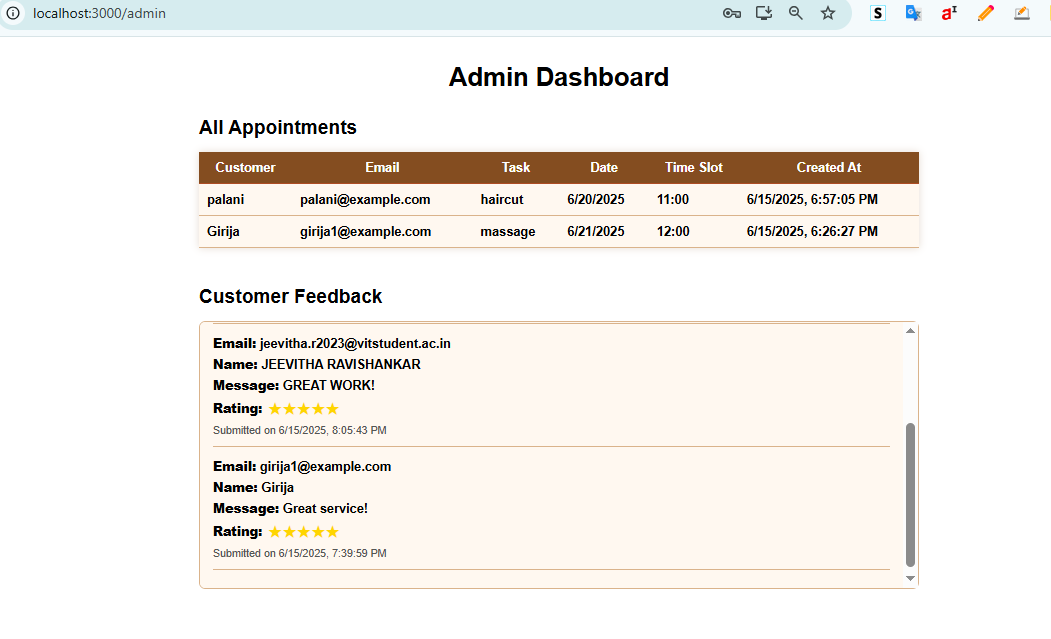 localhost:3000/admin
S
G
aI
Admin Dashboard
All Appointments
Customer Email Task Date Time Slot Created At
palani palani@example.com haircut 6/20/2025 11:00 6/15/2025, 6:57:05 PM
Girija girija1@example.com massage 6/21/2025 12:00 6/15/2025, 6:26:27 PM
Customer Feedback
Email: jeevitha.r2023@vitstudent.ac.in
Name: JEEVITHA RAVISHANKAR
Message: GREAT WORK!
Rating: ★★★★★
Submitted on 6/15/2025, 8:05:43 PM
Email: girija1@example.com
Name: Girija
Message: Great service!
Rating: ★★★★★
Submitted on 6/15/2025, 7:39:59 PM